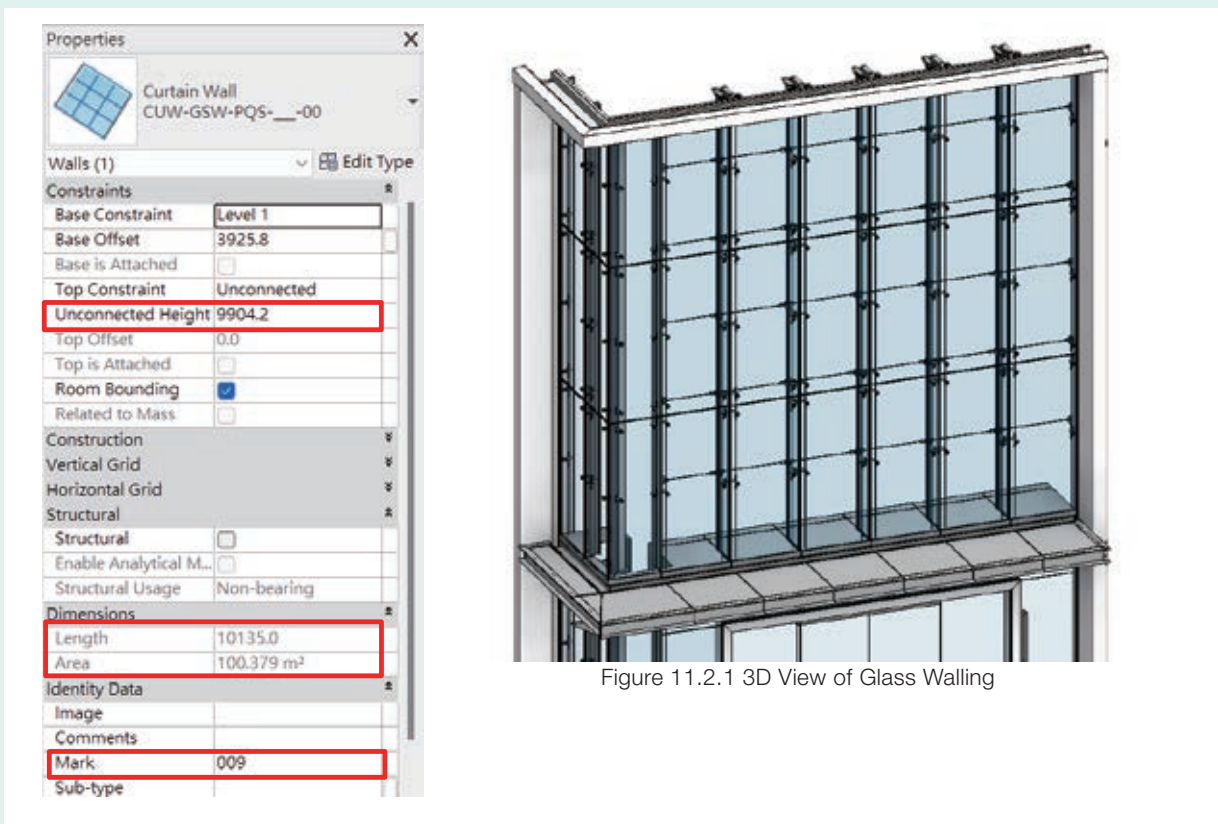 Properties
Curtain Wall
CUW-GSW-PQS-__-00
Walls (1)
Edit Type
Constraints
Base Constraint Level 1
Base Offset 3925.8
Base is Attached
Top Constraint Unconnected
Unconnected Height 9904.2
Top Offset 0.0
Top is Attached
Room Bounding
Related to Mass
Construction
Vertical Grid
Horizontal Grid
Structural
Structural
Enable Analytical M...
Structural Usage Non-bearing
Dimensions
Length 10135.0
Area 100.379 m²
Identity Data
Image
Comments
Mark 009
Sub-type
Figure 11.2.1 3D View of Glass Walling